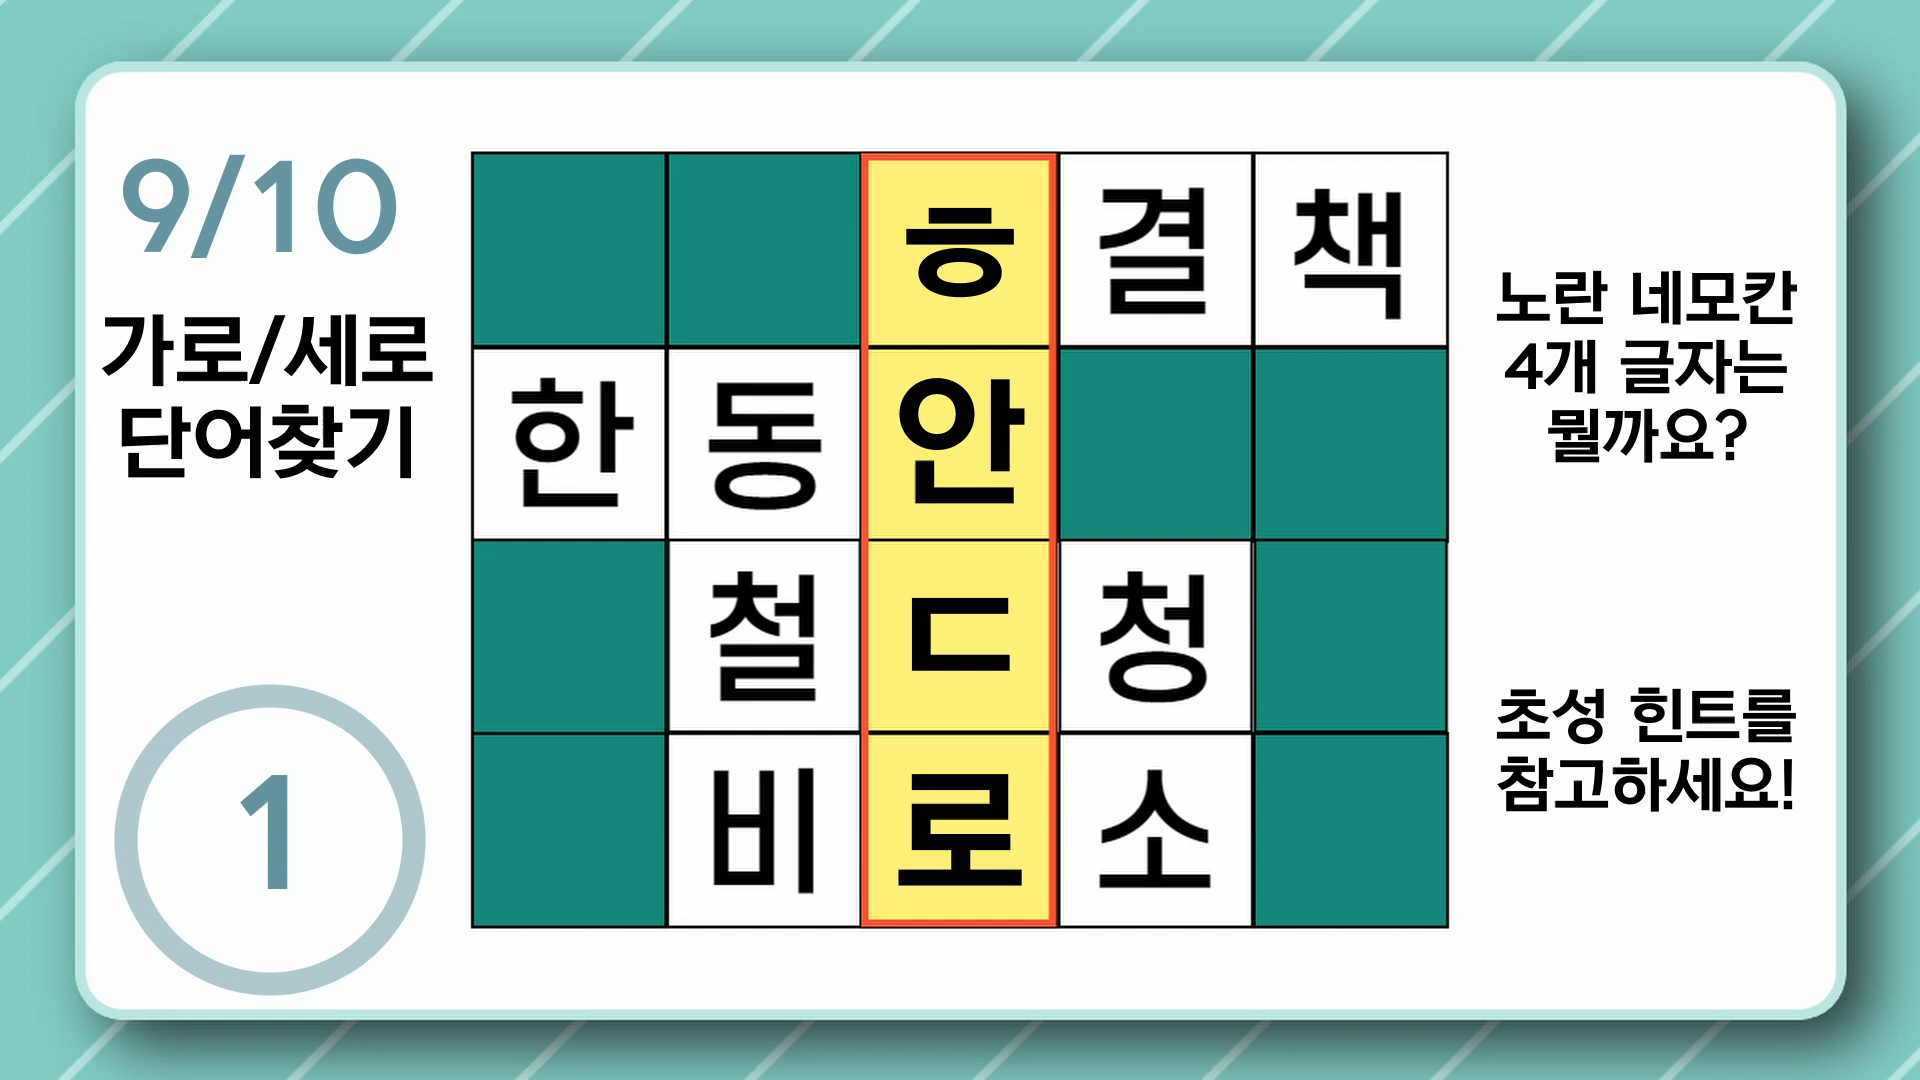 9/10
가로/세로
단어찾기
1
ㅎ 결 책
한 동 안
철 ㄷ 청
비 로 소
노란 네모칸
4개 글자는
뭘까요?
초성 힌트를
참고하세요!